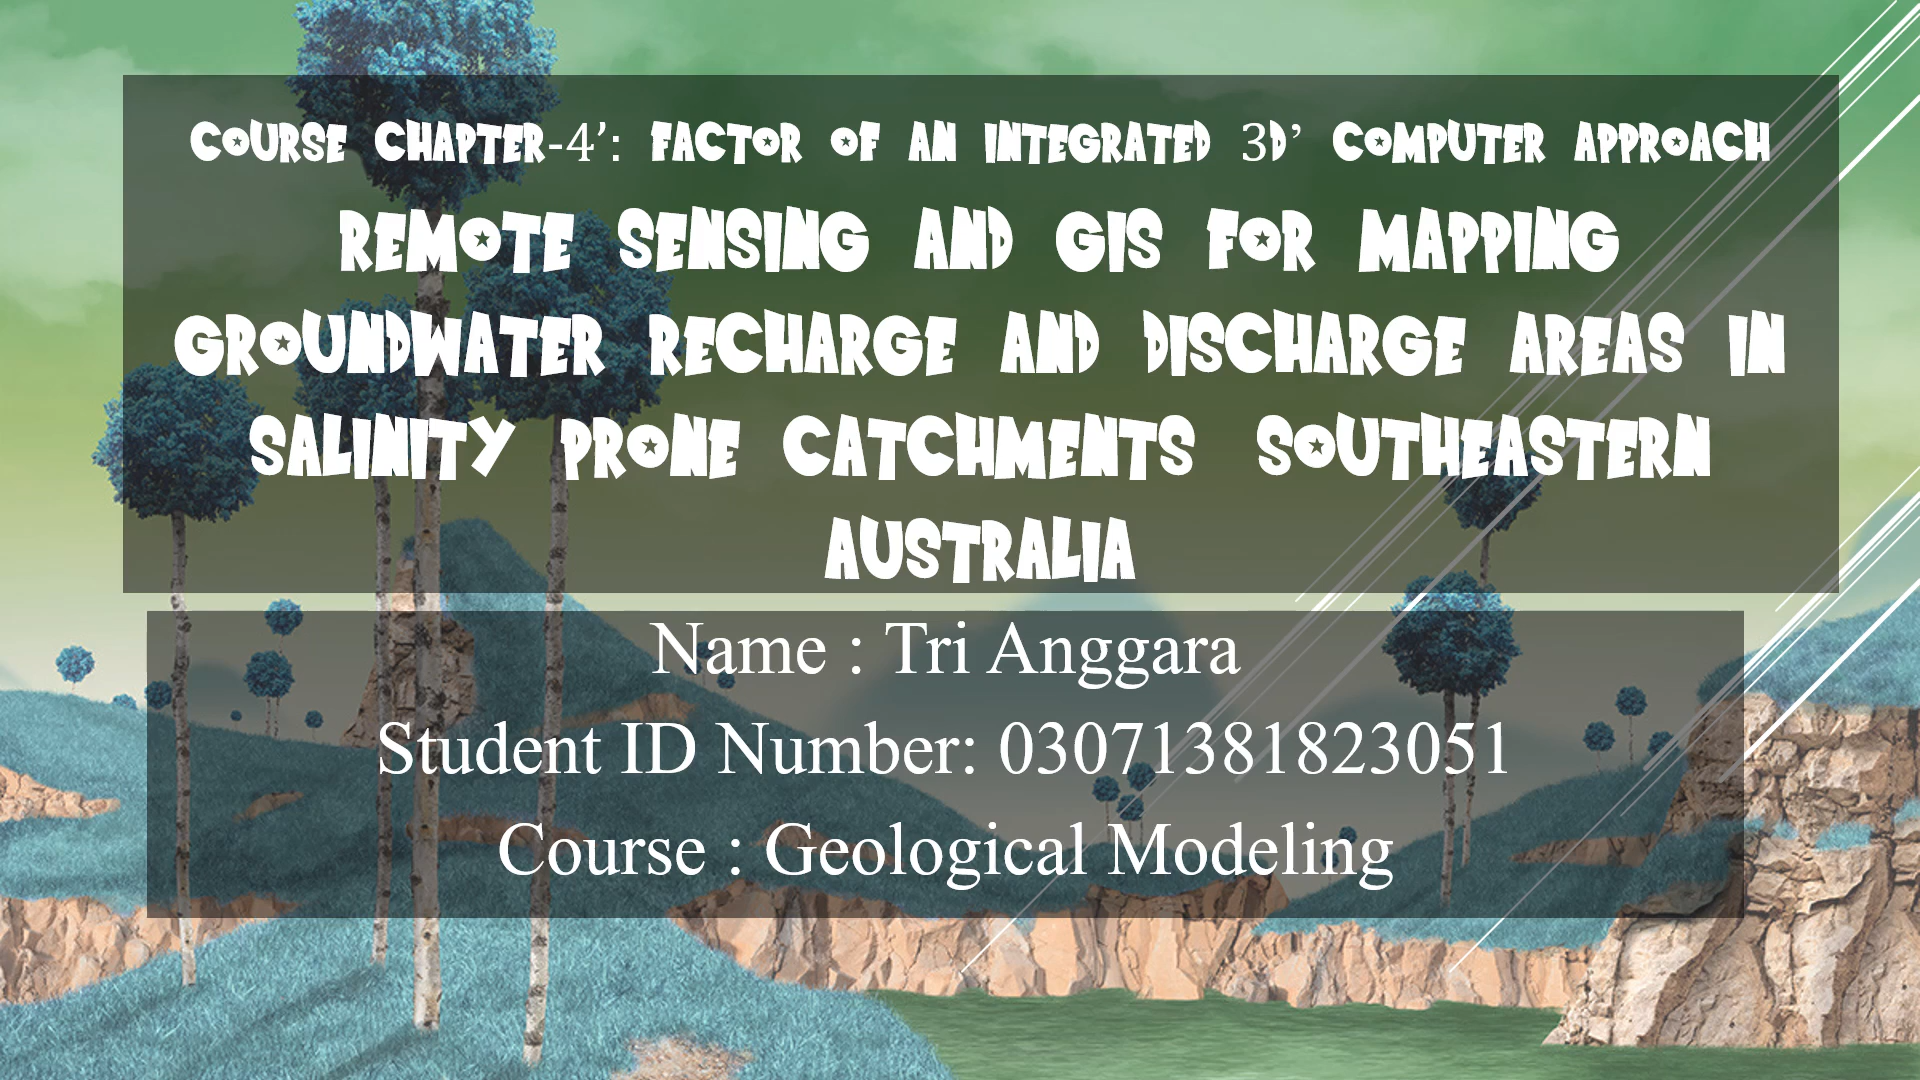 COURSE CHAPTER-4’: FACTOR OF AN INTEGRATED 3D’ COMPUTER APPROACH
REMOTE SENSING AND GIS FOR MAPPING
GROUNDWATER RECHARGE AND DISCHARGE AREAS IN
SALINITY PRONE CATCHMENTS SOUTHEASTERN
AUSTRALIA
Name : Tri Anggara
Student ID Number: 03071381823051
Course : Geological Modeling